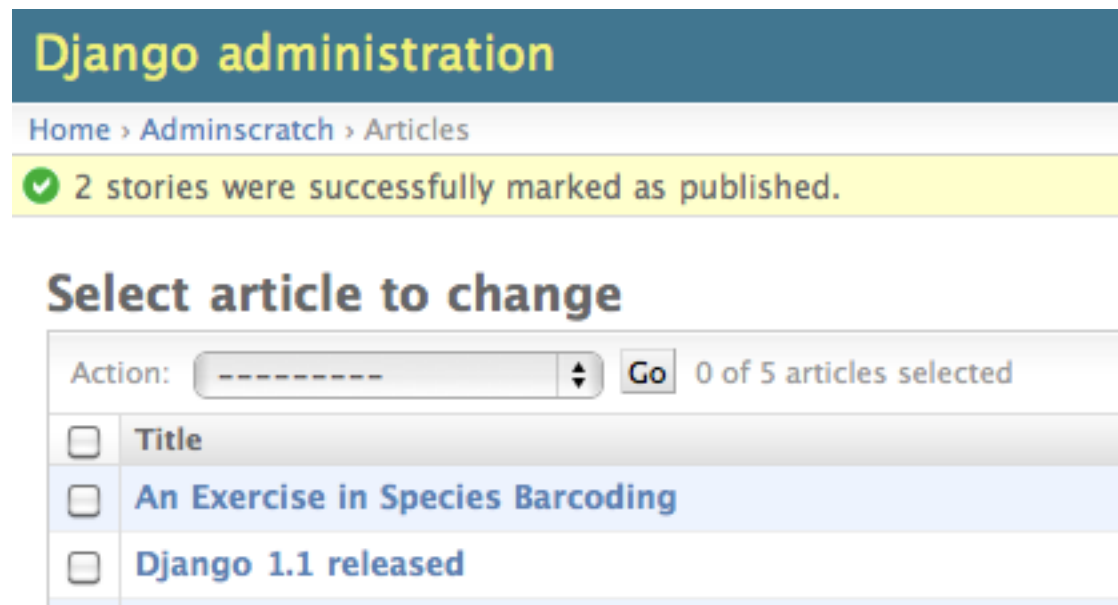 Django administration
Home › Adminscratch › Articles
2 stories were successfully marked as published.
Select article to change
Action: --------- Go 0 of 5 articles selected
Title
An Exercise in Species Barcoding
Django 1.1 released